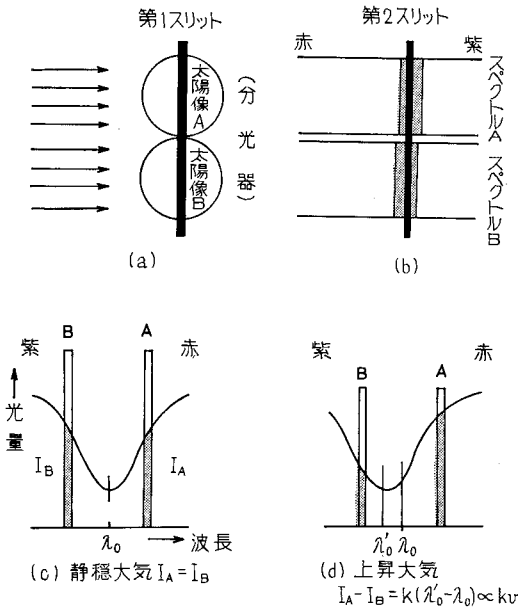 第1スリット
太陽像A
太陽像B
(分光器)
(a)
第2スリット
赤
紫
スペクトルA
スペクトルB
(b)
B
A
紫
赤
光量
I_B
I_A
λ₀
波長
(c) 静穏大気 I_A=I_B
紫
赤
B
A
λ₀′ λ₀
(d) 上昇大気
I_A-I_B=k(λ₀′-λ₀)∝kv